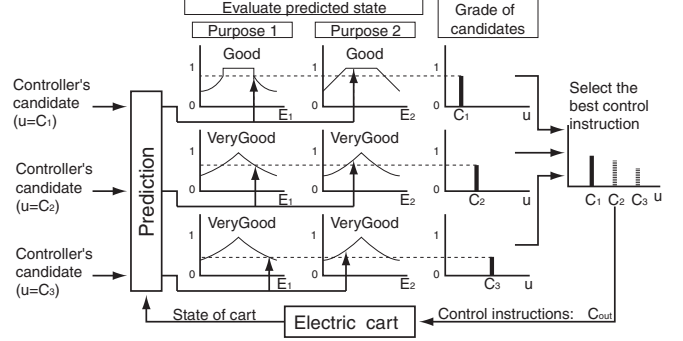 Evaluate predicted state
Grade of
candidates
Purpose 1
Purpose 2
Good
Good
Controller's
candidate
(u=C1)
1
0
E1
1
0
E2
1
0
C1
u
Select the
best control
instruction
VeryGood
VeryGood
Controller's
candidate
(u=C2)
Prediction
1
0
E1
1
0
E2
1
0
C2
u
C1 C2 C3 u
VeryGood
VeryGood
Controller's
candidate
(u=C3)
1
0
E1
1
0
E2
1
0
C3
u
State of cart
Electric cart
Control instructions: Cout